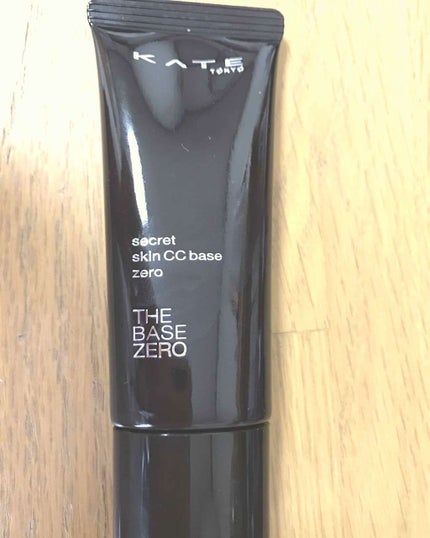 KATE
TOKYO
secret
skin CC base
zero
THE
BASE
ZERO